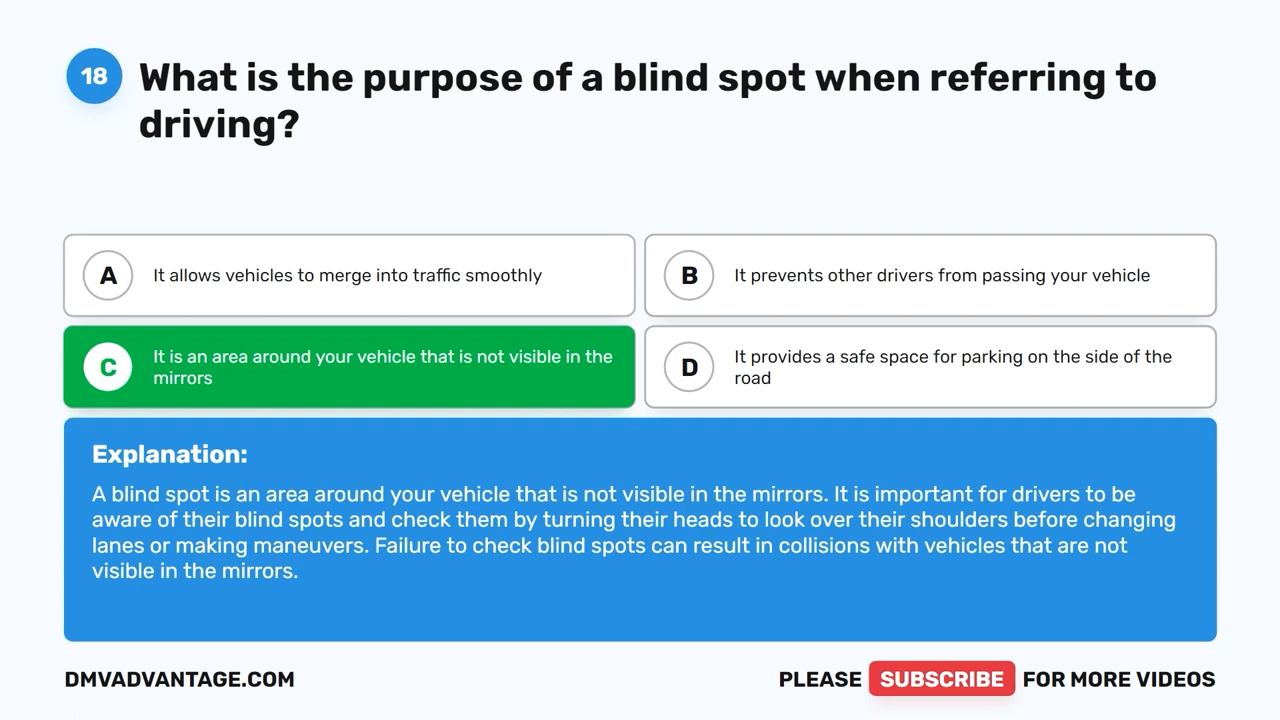 18
What is the purpose of a blind spot when referring to
driving?
A
It allows vehicles to merge into traffic smoothly
B
It prevents other drivers from passing your vehicle
C
It is an area around your vehicle that is not visible in the
mirrors
D
It provides a safe space for parking on the side of the
road
Explanation:
A blind spot is an area around your vehicle that is not visible in the mirrors. It is important for drivers to be
aware of their blind spots and check them by turning their heads to look over their shoulders before changing
lanes or making maneuvers. Failure to check blind spots can result in collisions with vehicles that are not
visible in the mirrors.
DMVADVANTAGE.COM
PLEASE SUBSCRIBE FOR MORE VIDEOS